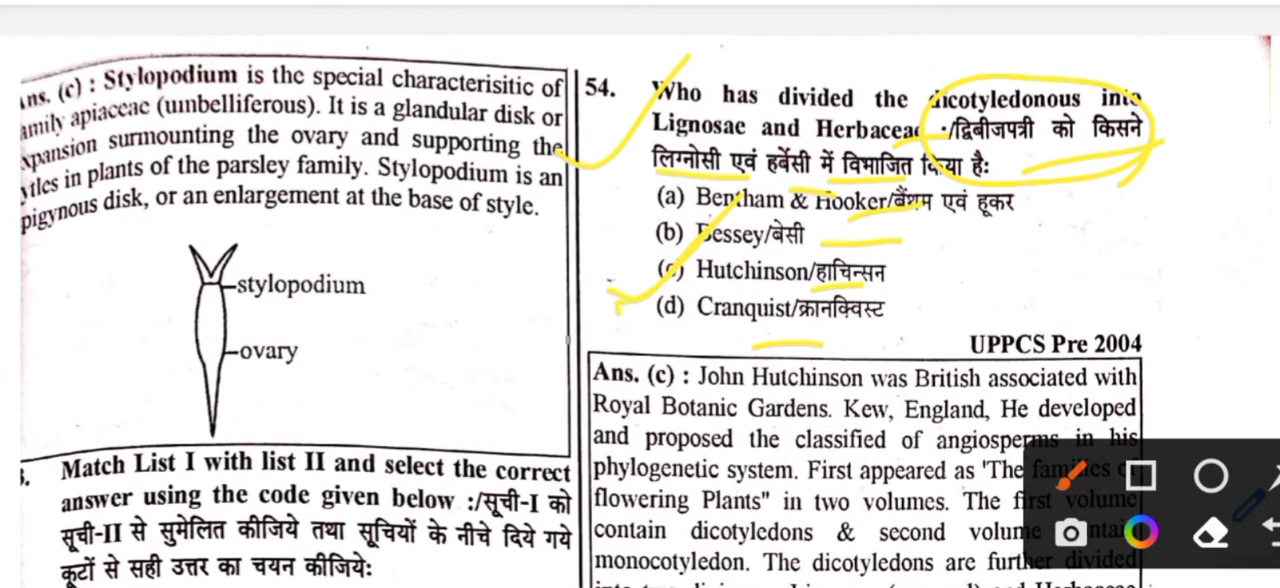 Ans. (c) : Stylopodium is the special characterisitic of
family apiaceae (umbelliferous). It is a glandular disk or
expansion surmounting the ovary and supporting the
styles in plants of the parsley family. Stylopodium is an
epigynous disk, or an enlargement at the base of style.
stylopodium
ovary
Match List I with list II and select the correct
answer using the code given below :/सूची-I को
सूची-II से सुमेलित कीजिये तथा सूचियों के नीचे दिये गये
कूटों से सही उत्तर का चयन कीजियेः
54. Who has divided the dicotyledonous into
Lignosae and Herbaceae :/द्विबीजपत्री को किसने
लिग्नोसी एवं हर्बेसी में विभाजित किया हैः
(a) Bentham & Hooker/बैंथम एवं हूकर
(b) Bessey/बेसी
(c) Hutchinson/हाचिन्सन
(d) Cranquist/क्रानक्विस्ट
UPPCS Pre 2004
Ans. (c) : John Hutchinson was British associated with
Royal Botanic Gardens. Kew, England, He developed
and proposed the classified of angiosperms in his
phylogenetic system. First appeared as 'The families of
flowering Plants" in two volumes. The first volume
contain dicotyledons & second volume contain
monocotyledon. The dicotyledons are further divided